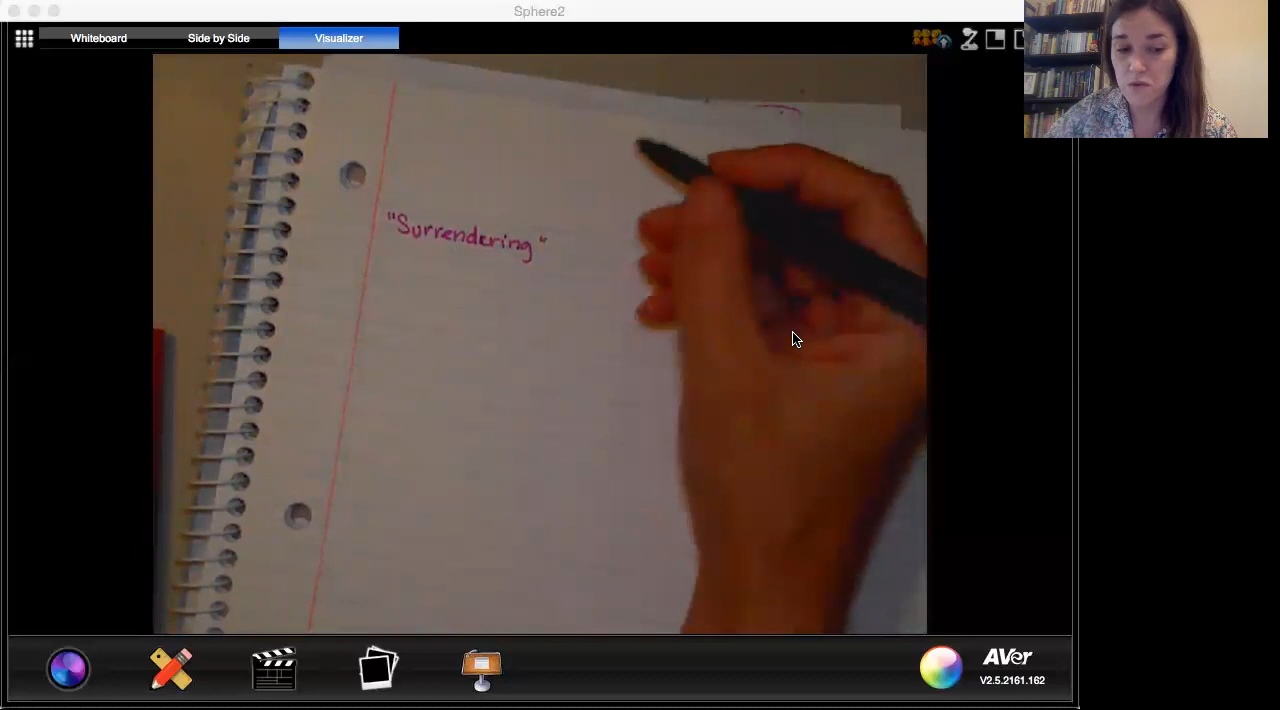 Sphere2
Whiteboard
Side by Side
Visualizer
"Surrendering"
AVer
V2.5.2161.162